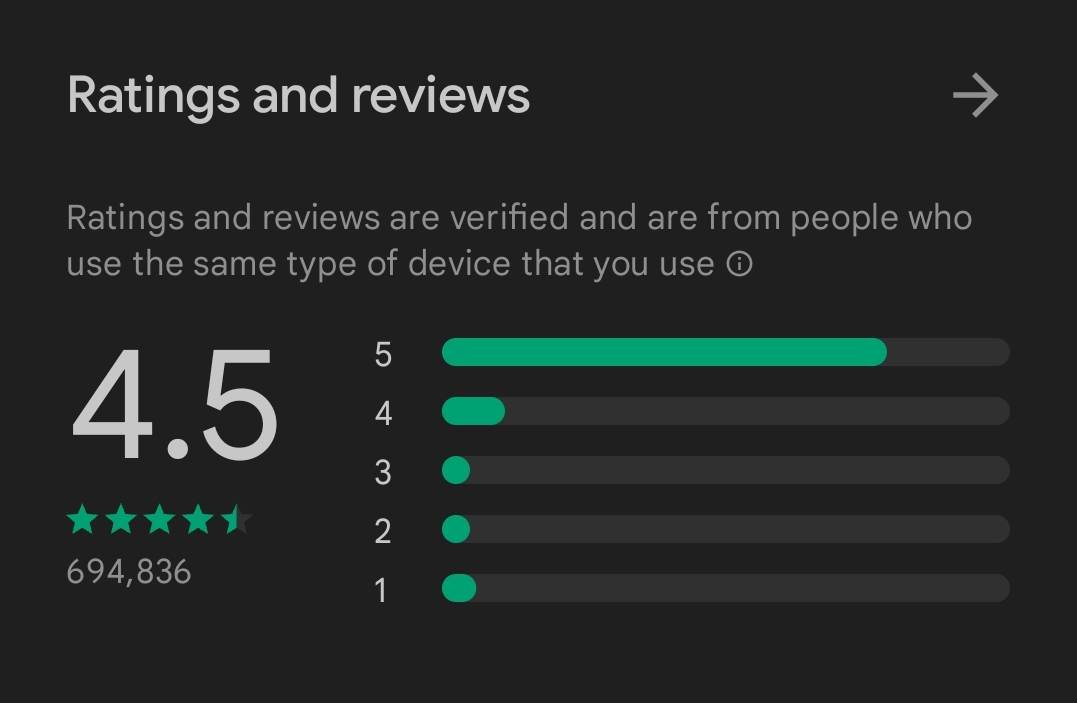 Ratings and reviews
Ratings and reviews are verified and are from people who
use the same type of device that you use
4.5
694,836
5
4
3
2
1